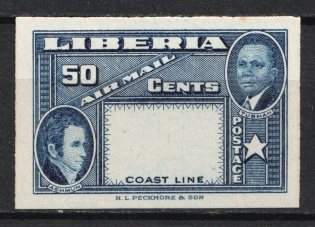 LIBERIA
50 AIR MAIL CENTS
TUBMAN
POSTAGE
ASHMUN
COAST LINE
H.L. PECKMORE & SON